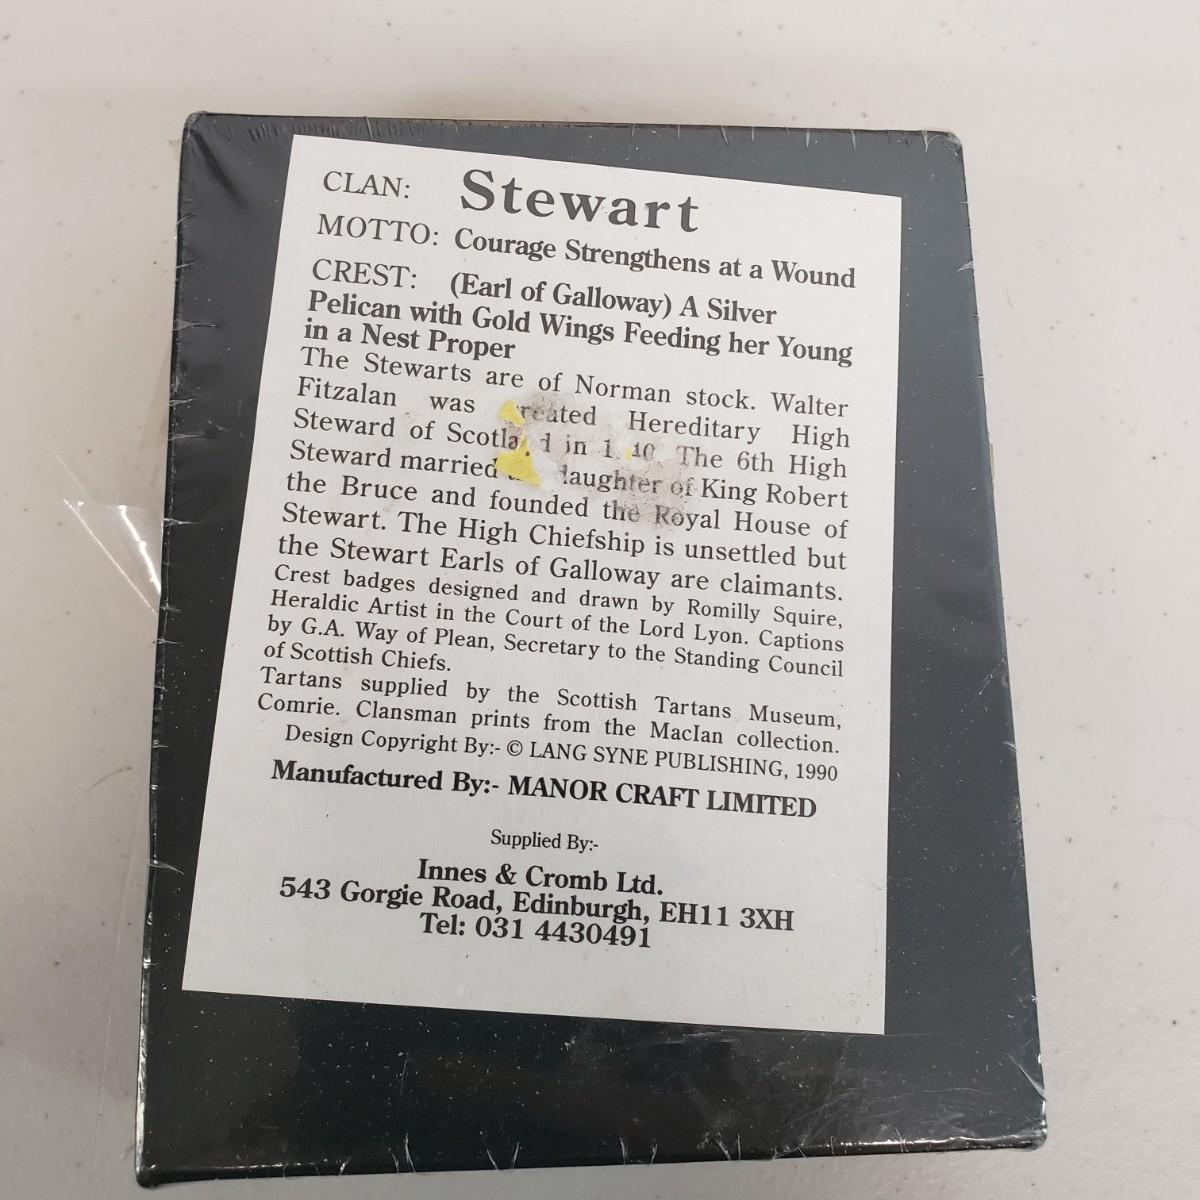 CLAN: Stewart
MOTTO: Courage Strengthens at a Wound
CREST: (Earl of Galloway) A Silver
Pelican with Gold Wings Feeding her Young
in a Nest Proper
The Stewarts are of Norman stock. Walter
Fitzalan was created Hereditary High
Steward of Scotland in The 6th High
Steward married daughter of King Robert
the Bruce and founded the Royal House of
Stewart. The High Chiefship is unsettled but
the Stewart Earls of Galloway are claimants.
Crest badges designed and drawn by Romilly Squire,
Heraldic Artist in the Court of the Lord Lyon. Captions
by G.A. Way of Plean, Secretary to the Standing Council
of Scottish Chiefs.
Tartans supplied by the Scottish Tartans Museum,
Comrie. Clansman prints from the MacIan collection.
Design Copyright By:- © LANG SYNE PUBLISHING, 1990
Manufactured By:- MANOR CRAFT LIMITED
Supplied By:-
Innes & Cromb Ltd.
543 Gorgie Road, Edinburgh, EH11 3XH
Tel: 031 4430491